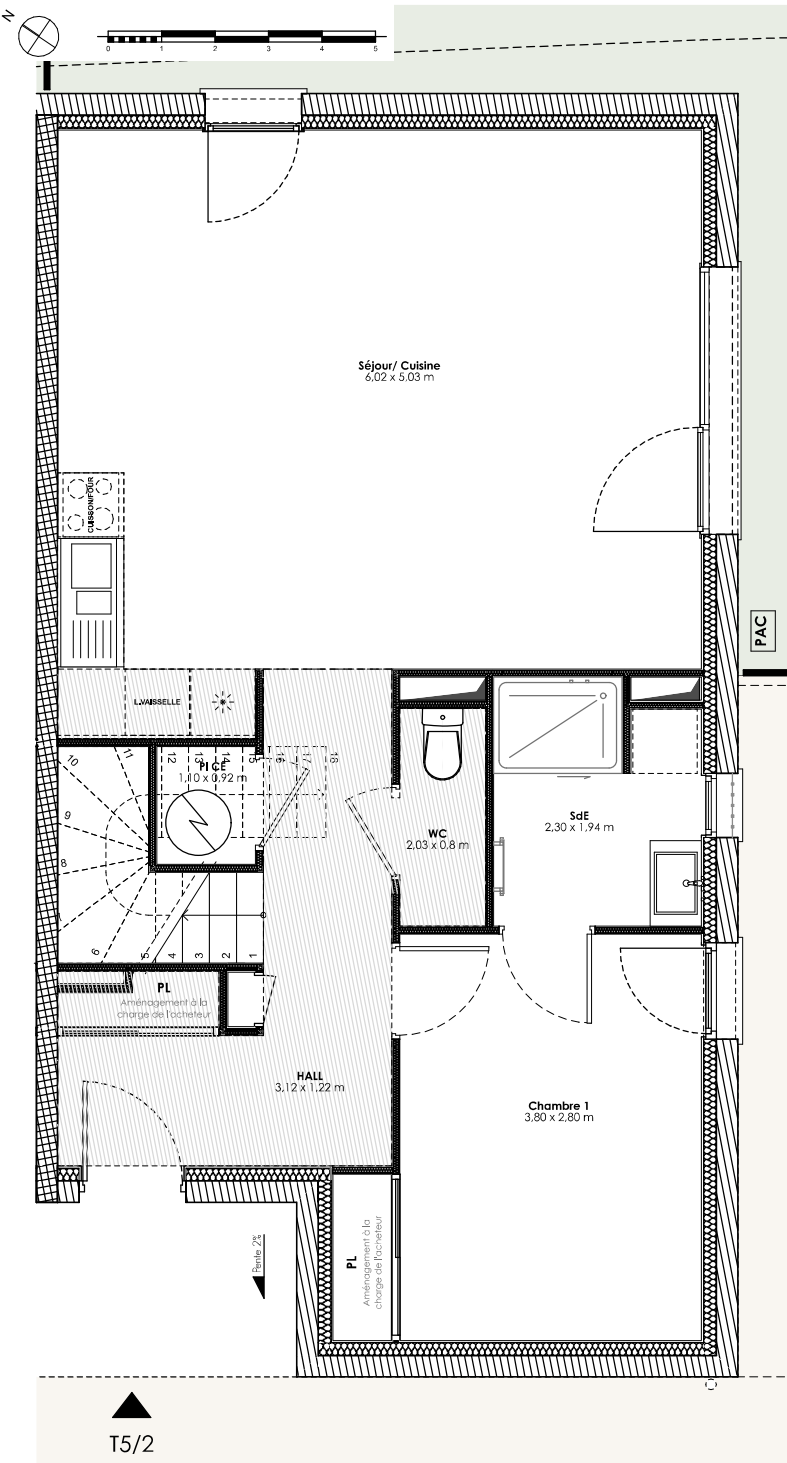 N
0 1 2 3 4 5
Séjour/ Cuisine
6,02 x 5,03 m
CUISSON/FOUR
PAC
L.VAISSELLE
10
11
12
13
14
15
16
17
18
Pl CE
1,10 x 0,92 m
9
8
7
6
5
4
3
2
1
WC
2,03 x 0,8 m
SdE
2,30 x 1,94 m
PL
Aménagement à la
charge de l'acheteur
HALL
3,12 x 1,22 m
Chambre 1
3,80 x 2,80 m
PL
Aménagement à la
charge de l'acheteur
Pente 2%
T5/2